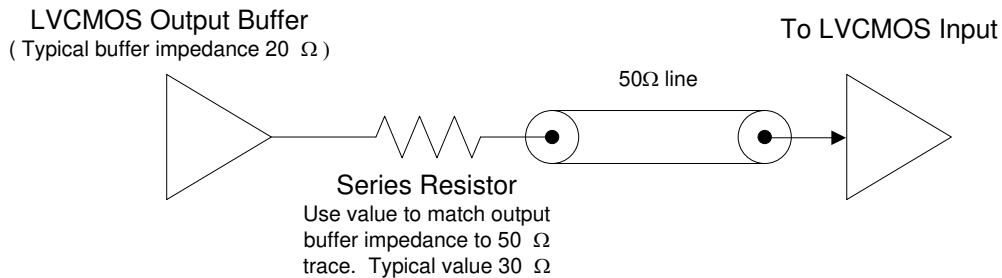 LVCMOS Output Buffer
( Typical buffer impedance 20 Ω )
To LVCMOS Input
50Ω line
Series Resistor
Use value to match output
buffer impedance to 50 Ω
trace. Typical value 30 Ω